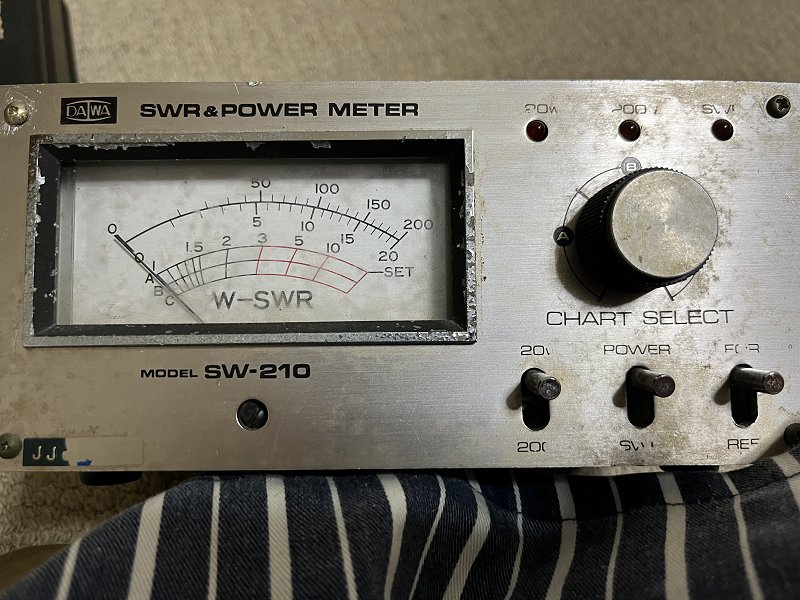 DAIWA SWR & POWER METER
50 100 150 200
0 5 10 15 20
0 1 1.5 2 3 5 10 SET
A
B
C
W-SWR
MODEL SW-210
B
A
CHART SELECT
POWER
JJ